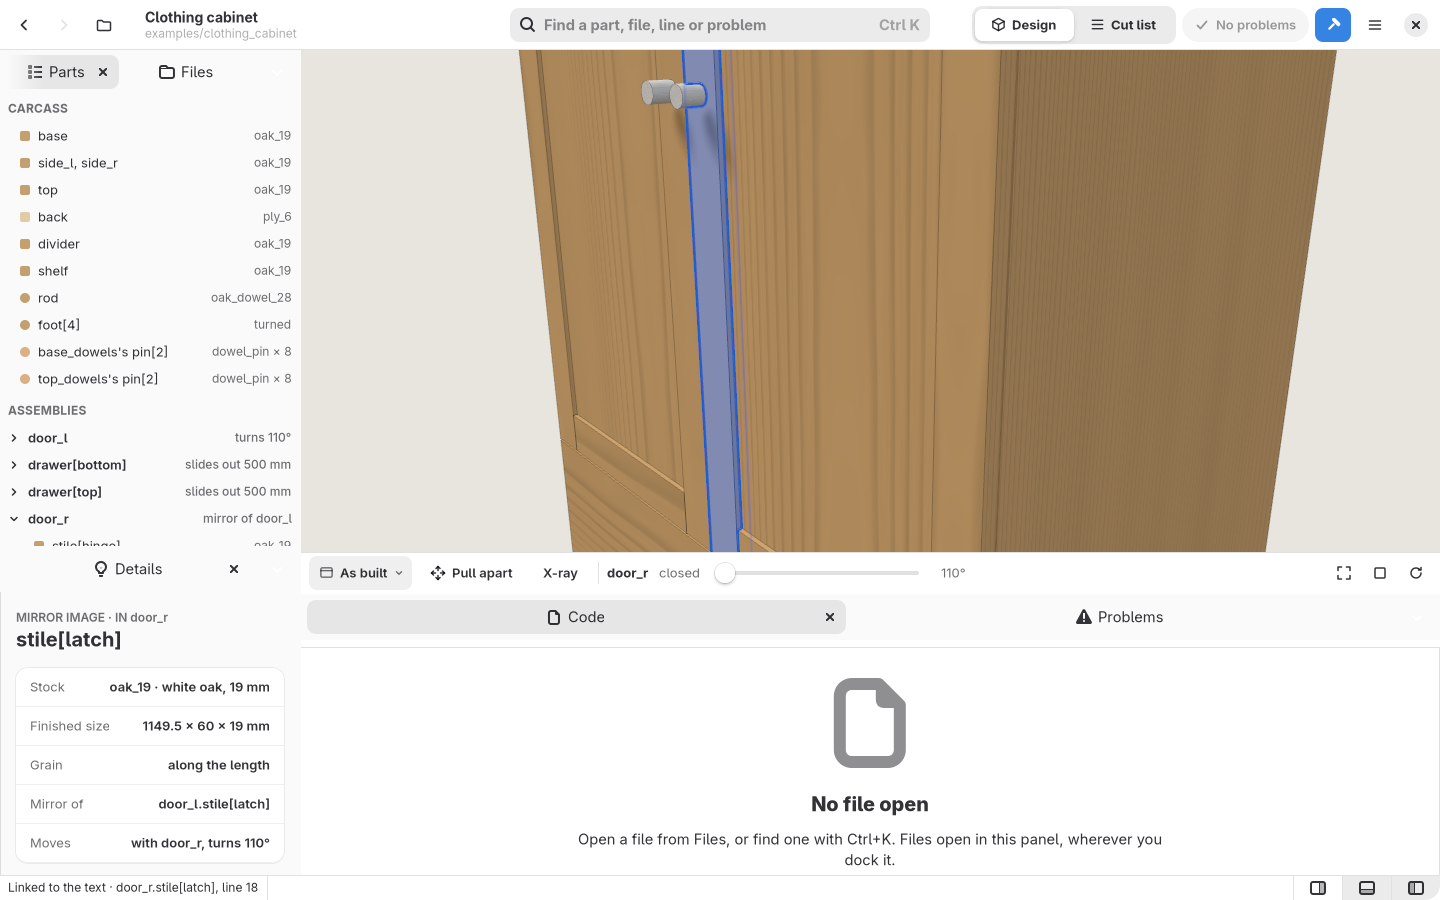 Clothing cabinet
examples/clothing_cabinet
Find a part, file, line or problem
Ctrl K
Design
Cut list
No problems
Parts
Files
CARCASS
base oak_19
side_l, side_r oak_19
top oak_19
back ply_6
divider oak_19
shelf oak_19
rod oak_dowel_28
foot[4] turned
base_dowels's pin[2] dowel_pin × 8
top_dowels's pin[2] dowel_pin × 8
ASSEMBLIES
door_l turns 110°
drawer[bottom] slides out 500 mm
drawer[top] slides out 500 mm
door_r mirror of door_l
stile[hinge] oak_19
Details
MIRROR IMAGE · IN door_r
stile[latch]
Stock oak_19 · white oak, 19 mm
Finished size 1149.5 × 60 × 19 mm
Grain along the length
Mirror of door_l.stile[latch]
Moves with door_r, turns 110°
As built
Pull apart
X-ray
door_r closed
110°
Code
Problems
No file open
Open a file from Files, or find one with Ctrl+K. Files open in this panel, wherever you
dock it.
Linked to the text · door_r.stile[latch], line 18